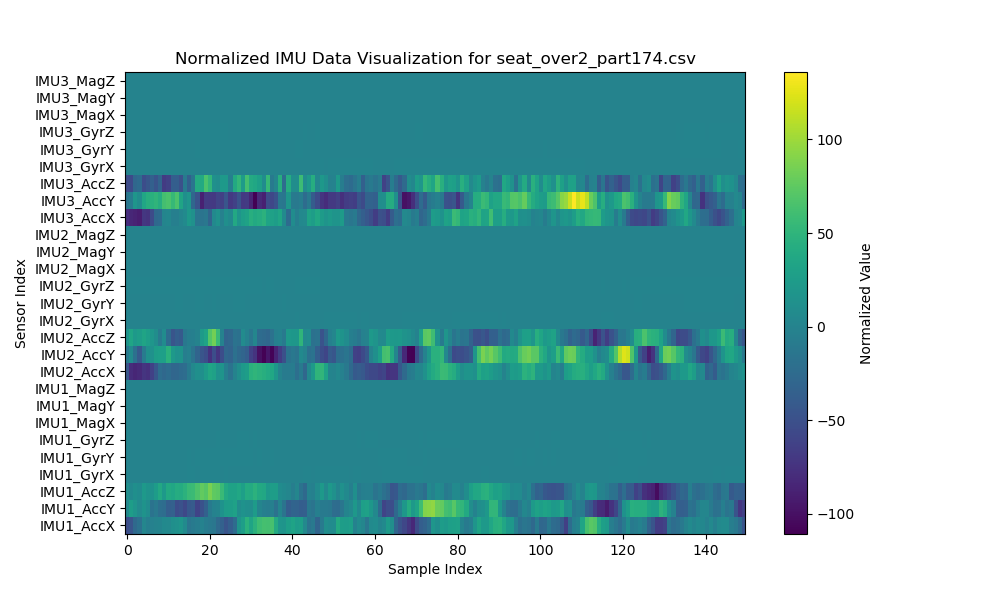 Normalized IMU Data Visualization for seat_over2_part174.csv
IMU3_MagZ
IMU3_MagY
IMU3_MagX
IMU3_GyrZ
IMU3_GyrY
IMU3_GyrX
IMU3_AccZ
IMU3_AccY
IMU3_AccX
IMU2_MagZ
IMU2_MagY
IMU2_MagX
IMU2_GyrZ
IMU2_GyrY
IMU2_GyrX
IMU2_AccZ
IMU2_AccY
IMU2_AccX
IMU1_MagZ
IMU1_MagY
IMU1_MagX
IMU1_GyrZ
IMU1_GyrY
IMU1_GyrX
IMU1_AccZ
IMU1_AccY
IMU1_AccX
Sensor Index
0 20 40 60 80 100 120 140
Sample Index
100
50
0
−50
−100
Normalized Value